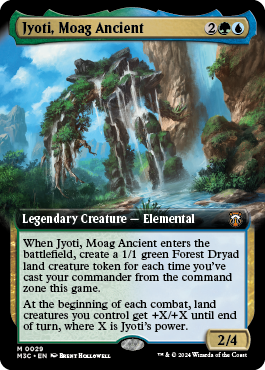 Jyoti, Moag Ancient
2
Legendary Creature — Elemental
When Jyoti, Moag Ancient enters the
battlefield, create a 1/1 green Forest Dryad
land creature token for each time you’ve
cast your commander from the command
zone this game.
At the beginning of each combat, land
creatures you control get +X/+X until end
of turn, where X is Jyoti’s power.
2/4
M 0029
M3C • EN Brent Hollowell
™ & © 2024 Wizards of the Coast